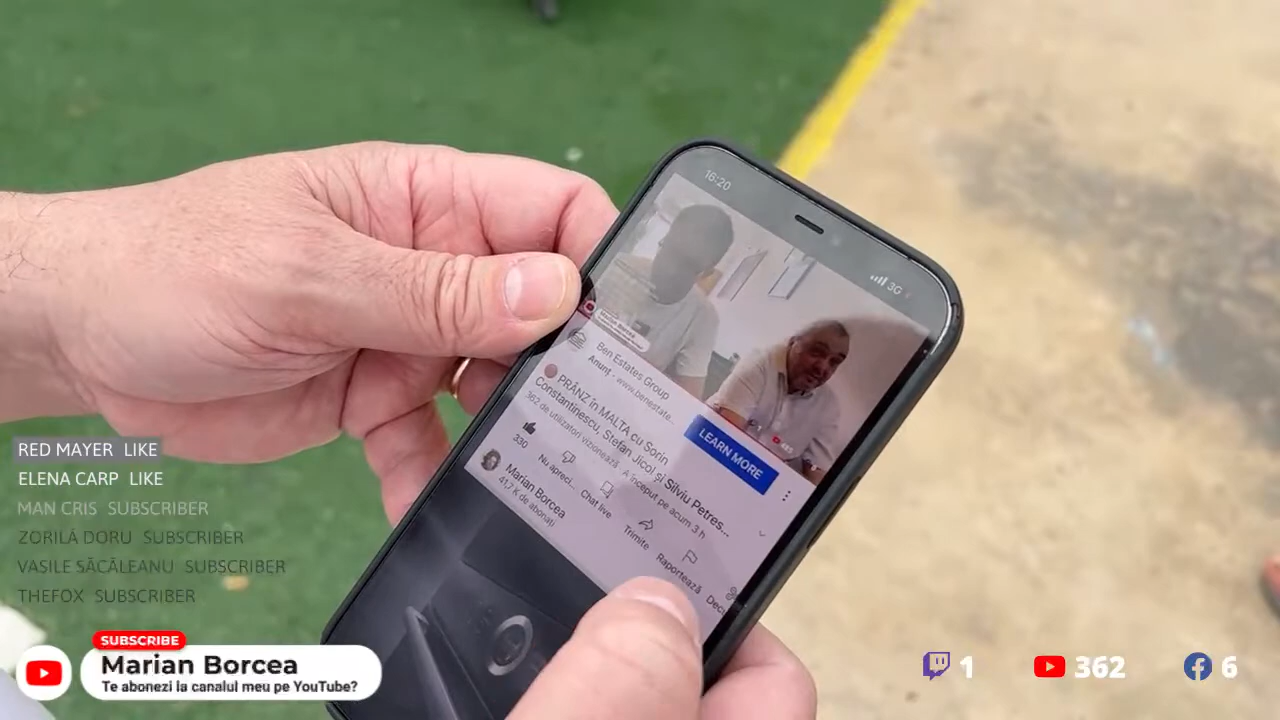 16:20
3G
Marian Borcea
Ben Estates Group
Anunț · www.benestate...
LEARN MORE
PRÂNZ în MALTA cu Sorin
Constantinescu, Ștefan Jicol și Silviu Petres...
362 de utilizatori vizionează · A început pe acum 3 h
330
Nu apreci...
Chat live
Trimite
Raportează
Marian Borcea
41,7 K de abonați
RED MAYER LIKE
ELENA CARP LIKE
MAN CRIS SUBSCRIBER
ZORILĂ DORU SUBSCRIBER
VASILE SĂCĂLEANU SUBSCRIBER
THEFOX SUBSCRIBER
SUBSCRIBE
Marian Borcea
Te abonezi la canalul meu pe YouTube?
1
362
6